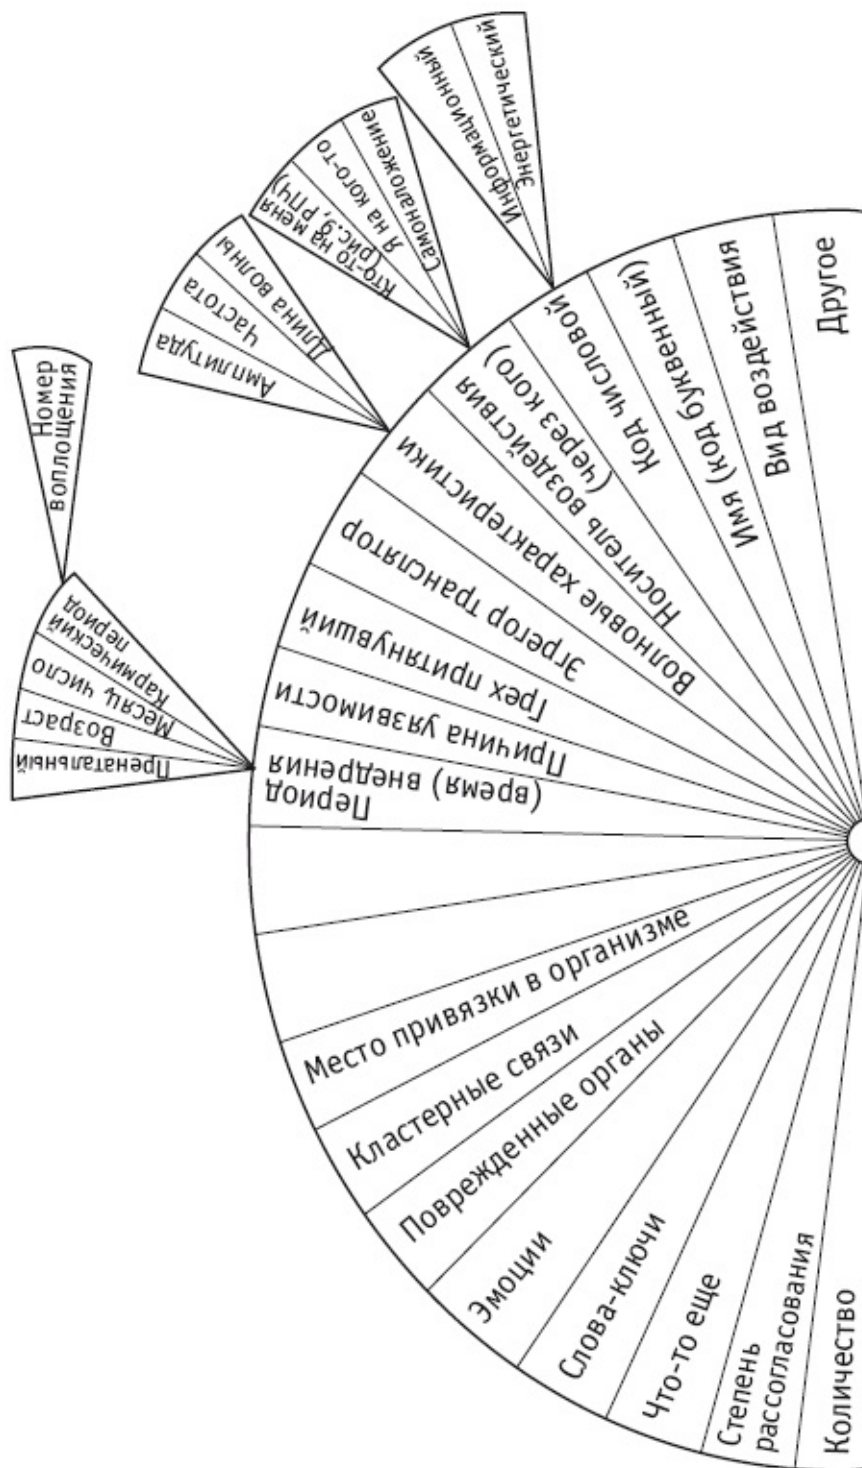 Номер
воплощения
Пренатальный
Возраст
Месяц, число
Кармический
период
Амплитуда
Частота
Длина волны
Кто-то на меня
(рис.9, РПЧ)
Я на кого-то
Самоналожение
Информационный
Энергетический
Количество
Степень
рассогласования
Что-то еще
Слова-ключи
Эмоции
Поврежденные органы
Кластерные связи
Место привязки в организме
Период
(время) внедрения
Причина уязвимости
Грех притянувший
Эгрегор Транслятор
Волновые характеристики
Носитель воздействия
(через кого)
Код числовой
Имя (код буквенный)
Вид воздействия
Другое